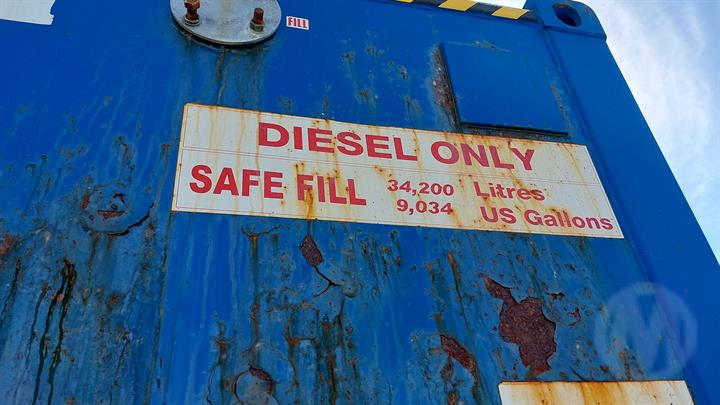 FILL
DIESEL ONLY
SAFE FILL 34,200 Litres
9,034 US Gallons